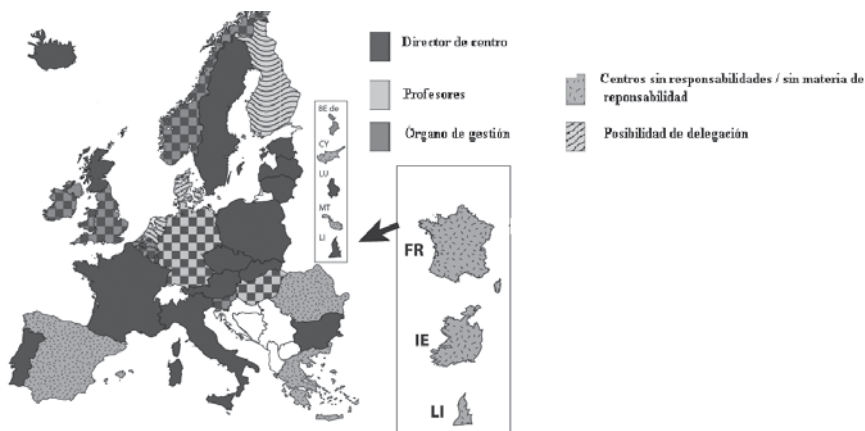 Director de centro
Profesores
Órgano de gestión
Centros sin responsabilidades / sin materia de
reponsabilidad
Posibilidad de delegación
BE de
CY
LU
MT
LI
FR
IE
LI